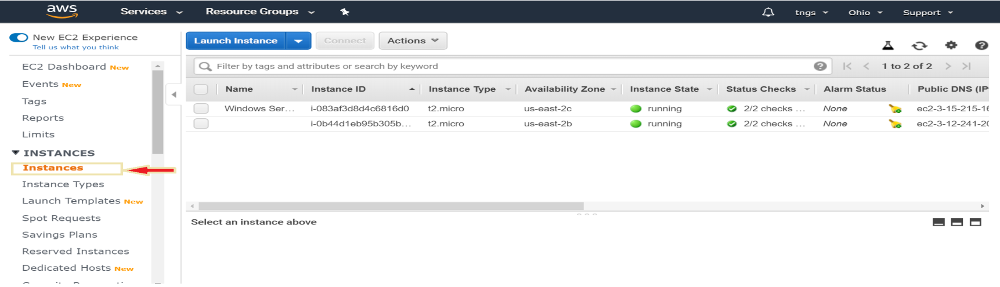 aws Services Resource Groups tngs Ohio Support
New EC2 Experience
Tell us what you think
EC2 Dashboard New
Events New
Tags
Reports
Limits
INSTANCES
Instances
Instance Types
Launch Templates New
Spot Requests
Savings Plans
Reserved Instances
Dedicated Hosts New
Launch Instance Connect Actions
Filter by tags and attributes or search by keyword 1 to 2 of 2
Name Instance ID Instance Type Availability Zone Instance State Status Checks Alarm Status Public DNS (IP
Windows Ser... i-083af3d8d4c6816d0 t2.micro us-east-2c running 2/2 checks ... None ec2-3-15-215-16
i-0b44d1eb95b305b... t2.micro us-east-2b running 2/2 checks ... None ec2-3-12-241-20
Select an instance above